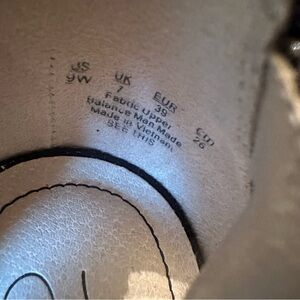 US UK EUR CM
9W 7 39 26
Fabric Upper
Balance Man Made
Made in Vietnam
SEE THIS